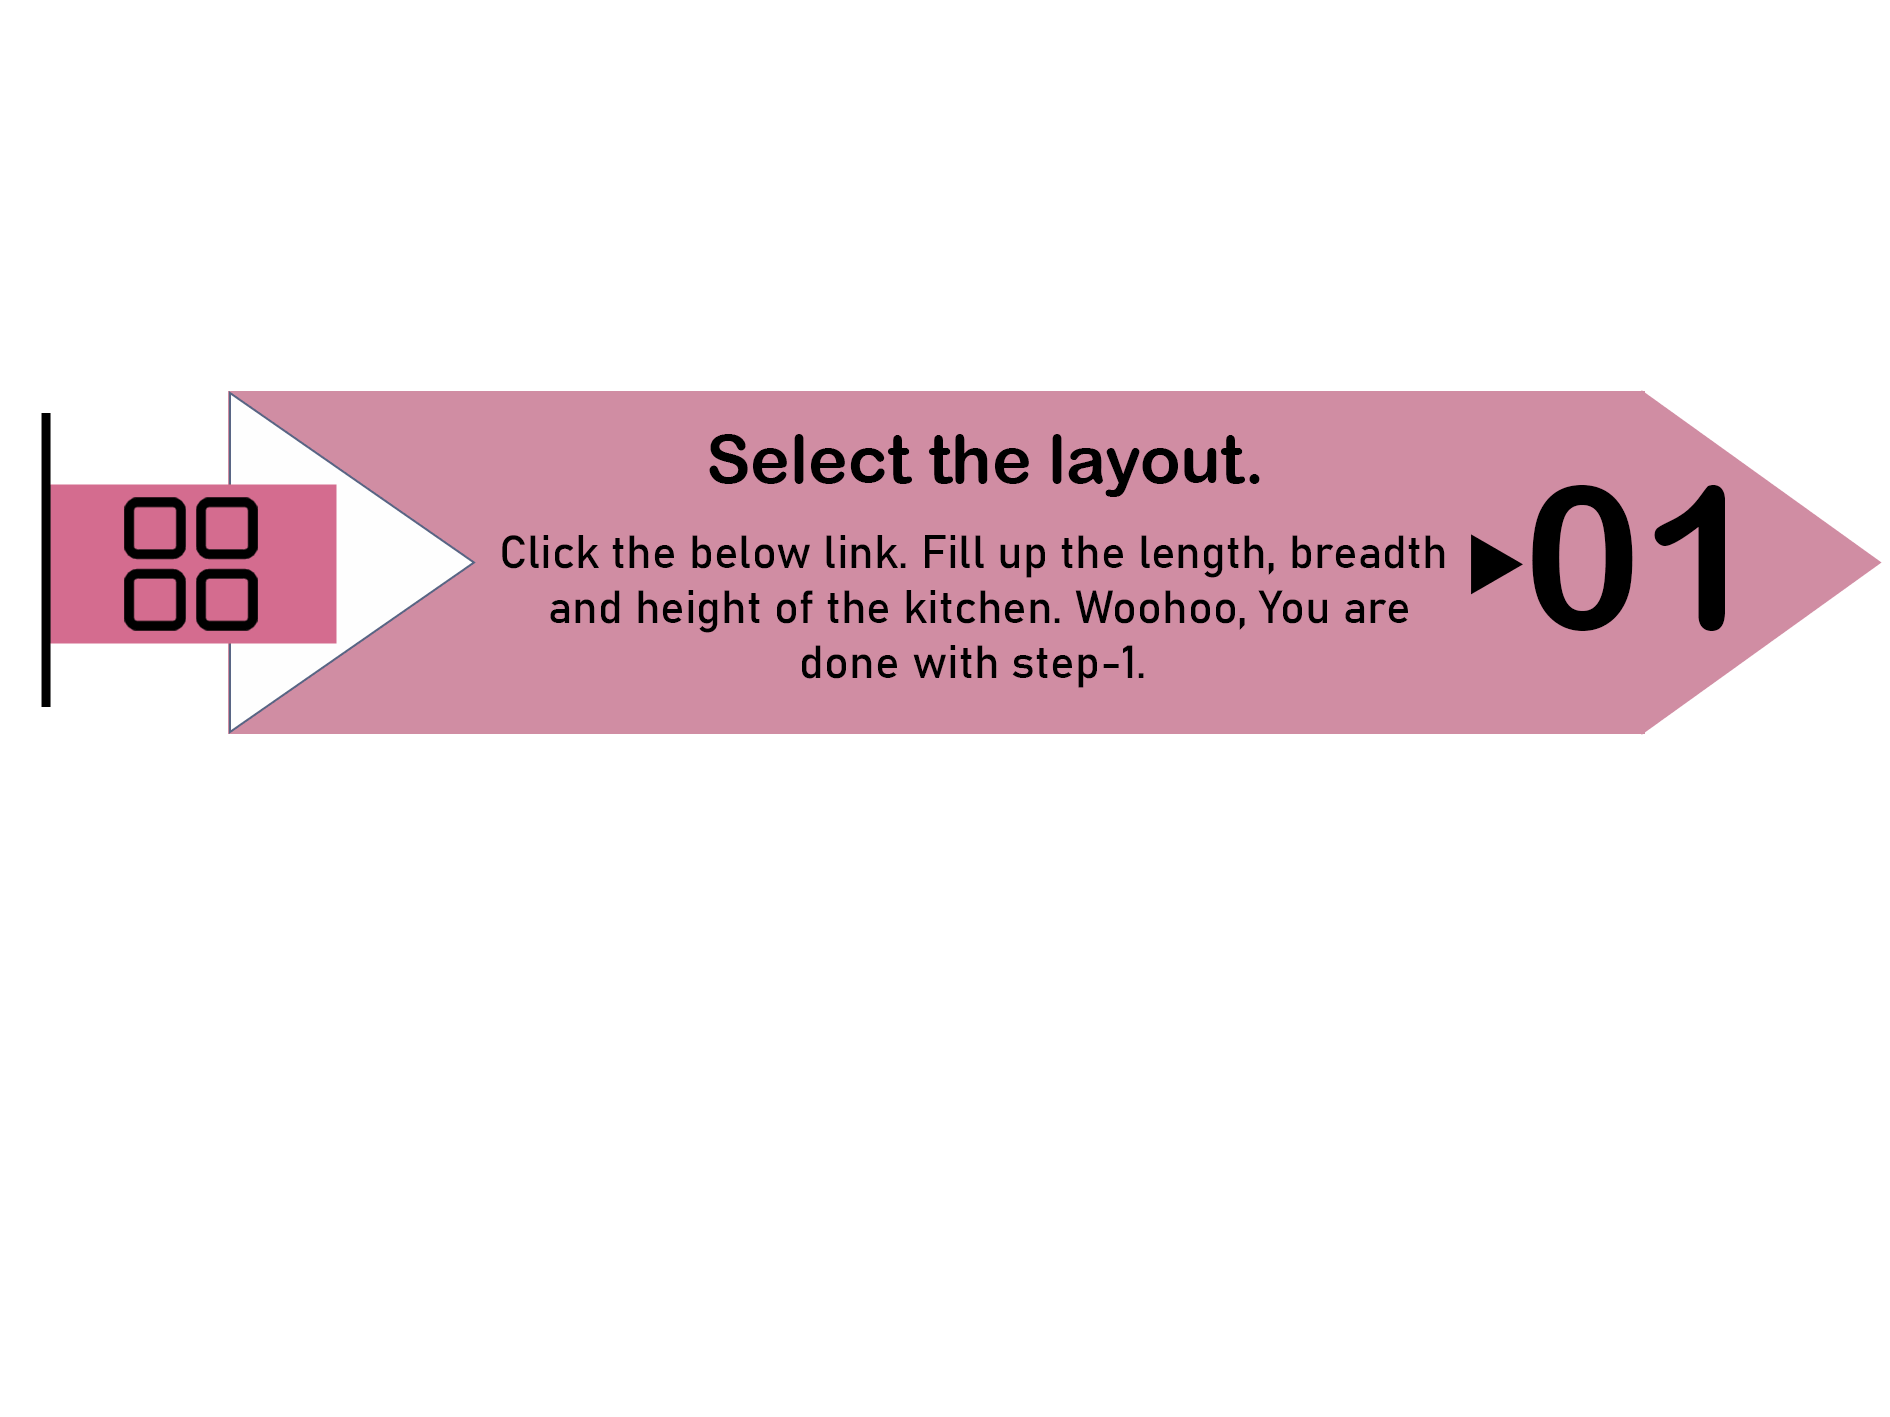 Select the layout.
Click the below link. Fill up the length, breadth
and height of the kitchen. Woohoo, You are
done with step-1.
01